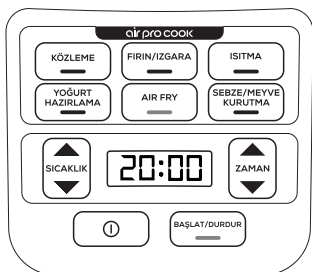 air pro cook
KÖZLEME
FIRIN/IZGARA
ISITMA
YOĞURT
HAZIRLAMA
AIR FRY
SEBZE/MEYVE
KURUTMA
SICAKLIK
20:00
ZAMAN
BAŞLAT/DURDUR